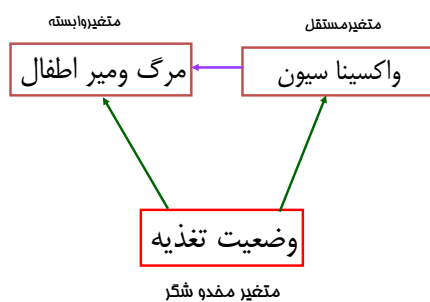 متغیرمستقل
متغیروابسته
واکسینا سیون
مرگ ومیر اطفال
وضعیت تغذیه
متغیر مخدو شگر